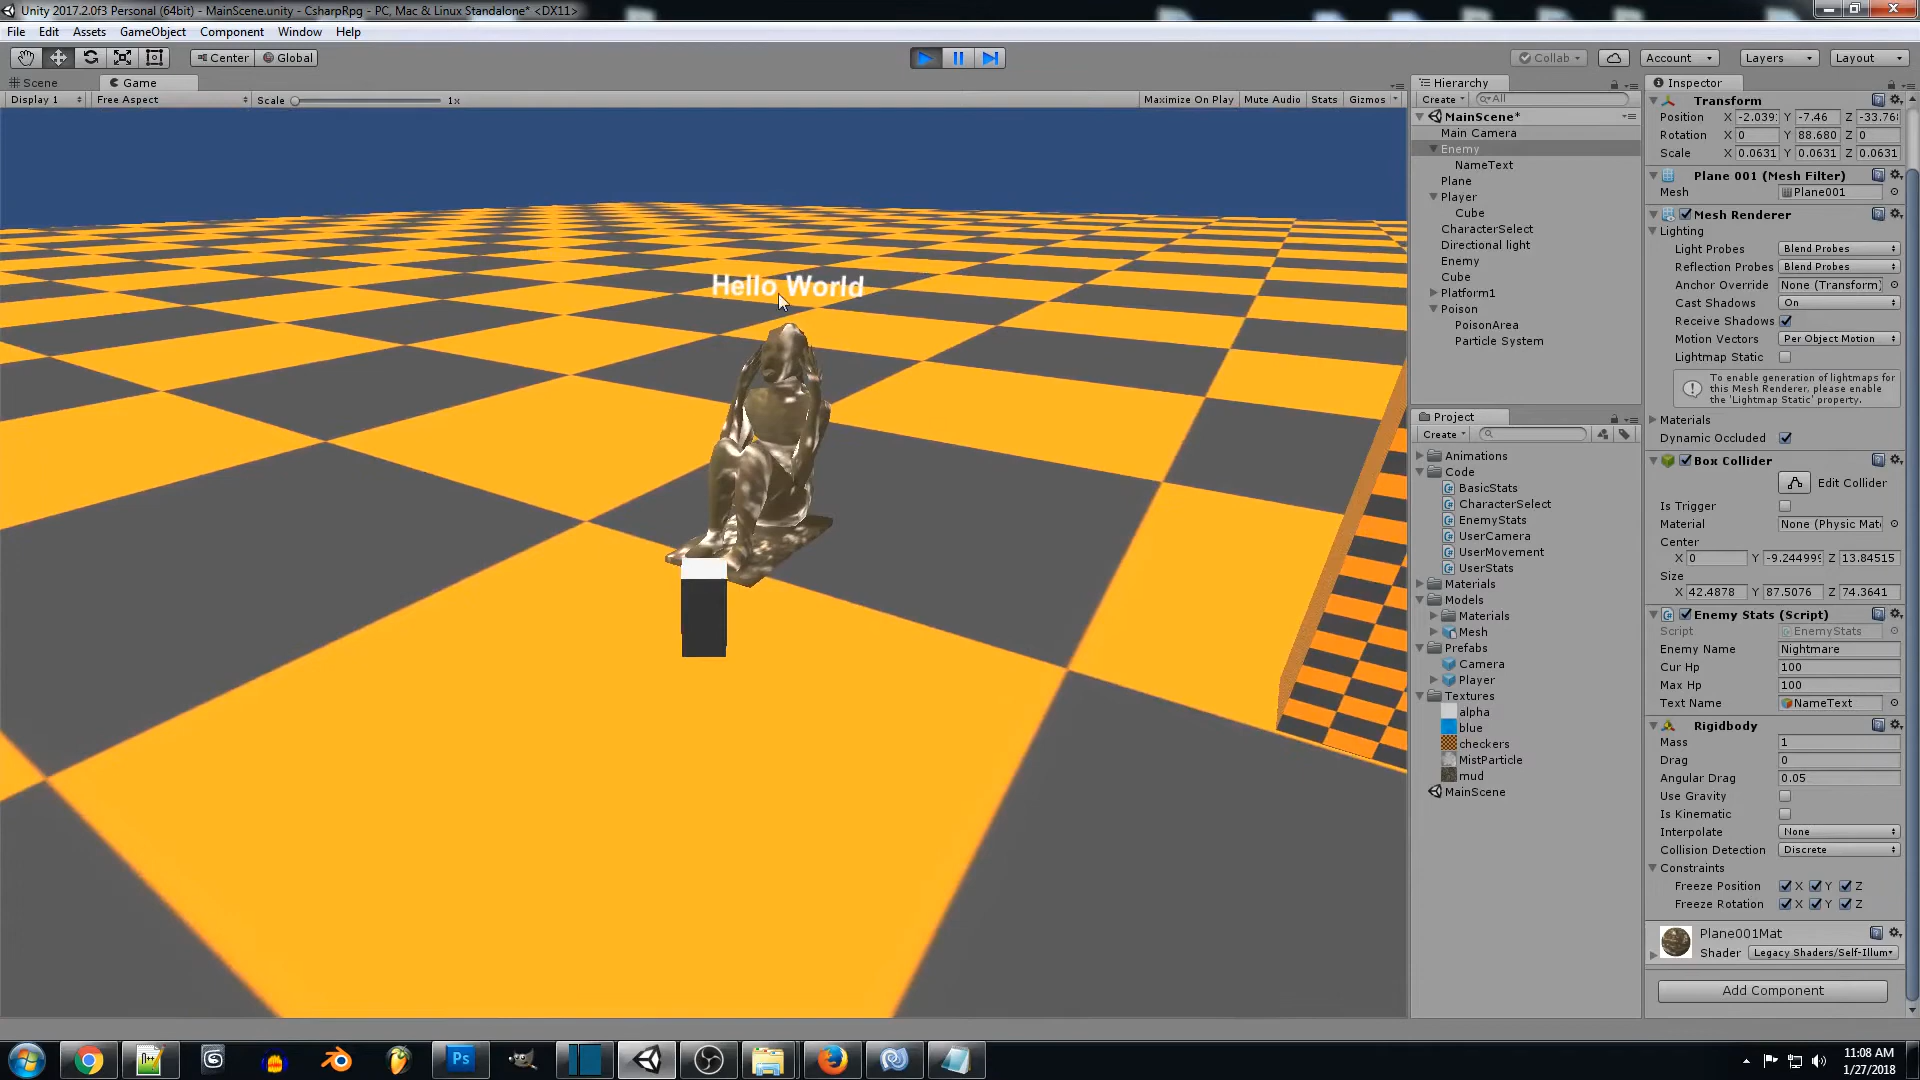 Unity 2017.2.0f3 Personal (64bit) - MainScene.unity - CsharpRpg - PC, Mac & Linux Standalone* <DX11>
File Edit Assets GameObject Component Window Help
Center Global
Collab
Account
Layers
Layout
Scene
Game
Display 1
Free Aspect
Scale 1x
Maximize On Play
Mute Audio
Stats
Gizmos
Hello World
Hierarchy
Create
All
MainScene*
Main Camera
Enemy
NameText
Plane
Player
Cube
CharacterSelect
Directional light
Enemy
Cube
Platform1
Poison
PoisonArea
Particle System
Project
Create
Animations
Code
BasicStats
CharacterSelect
EnemyStats
UserCamera
UserMovement
UserStats
Materials
Models
Materials
Mesh
Prefabs
Camera
Player
Textures
alpha
blue
checkers
MistParticle
mud
MainScene
Inspector
Transform
Position X -2.039 Y -7.46 Z -33.76
Rotation X 0 Y 88.680 Z 0
Scale X 0.0631 Y 0.0631 Z 0.0631
Plane 001 (Mesh Filter)
Mesh Plane001
Mesh Renderer
Lighting
Light Probes Blend Probes
Reflection Probes Blend Probes
Anchor Override None (Transform)
Cast Shadows On
Receive Shadows
Motion Vectors Per Object Motion
Lightmap Static
To enable generation of lightmaps for
this Mesh Renderer, please enable
the 'Lightmap Static' property.
Materials
Dynamic Occluded
Box Collider
Edit Collider
Is Trigger
Material None (Physic Mat
Center
X 0 Y -9.244999 Z 13.84515
Size
X 42.4878 Y 87.5076 Z 74.3641
Enemy Stats (Script)
Script EnemyStats
Enemy Name Nightmare
Cur Hp 100
Max Hp 100
Text Name NameText
Rigidbody
Mass 1
Drag 0
Angular Drag 0.05
Use Gravity
Is Kinematic
Interpolate None
Collision Detection Discrete
Constraints
Freeze Position X Y Z
Freeze Rotation X Y Z
Plane001Mat
Shader Legacy Shaders/Self-Illum
Add Component
Ps
11:08 AM
1/27/2018